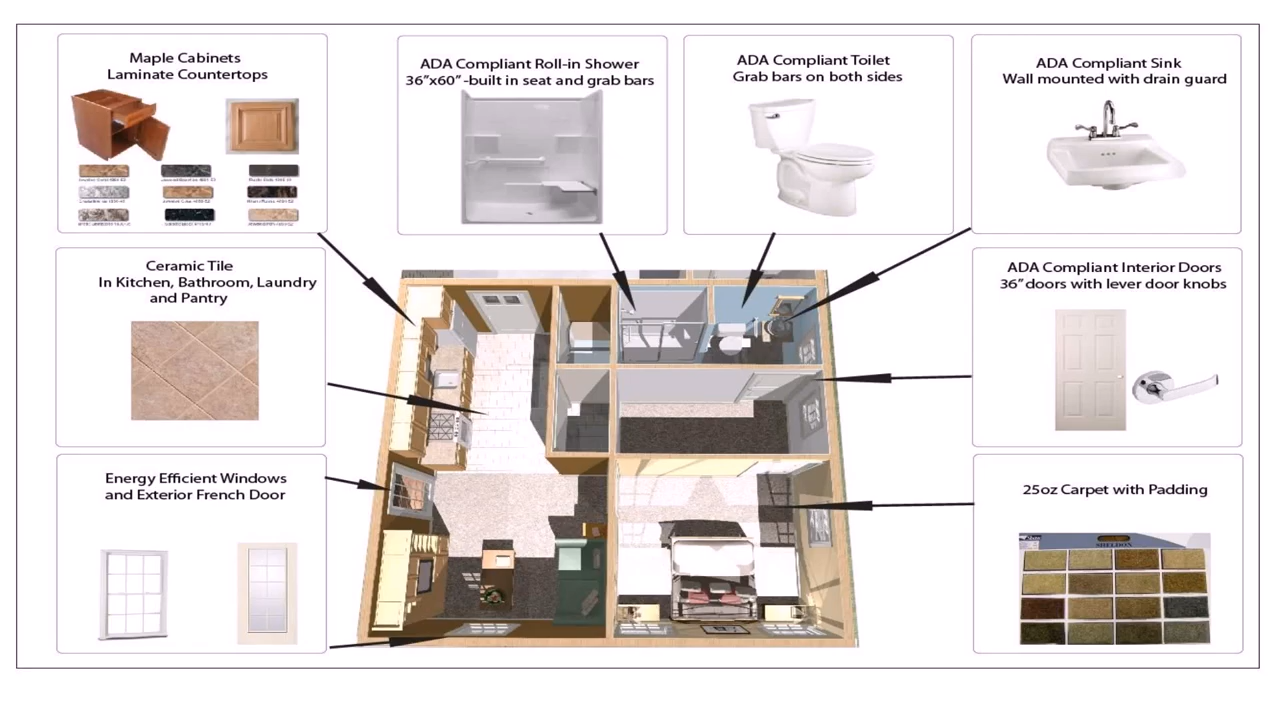 Maple Cabinets
Laminate Countertops
ADA Compliant Roll-in Shower
36”x60” -built in seat and grab bars
ADA Compliant Toilet
Grab bars on both sides
ADA Compliant Sink
Wall mounted with drain guard
Ceramic Tile
In Kitchen, Bathroom, Laundry
and Pantry
ADA Compliant Interior Doors
36” doors with lever door knobs
Energy Efficient Windows
and Exterior French Door
25oz Carpet with Padding
SHELDON